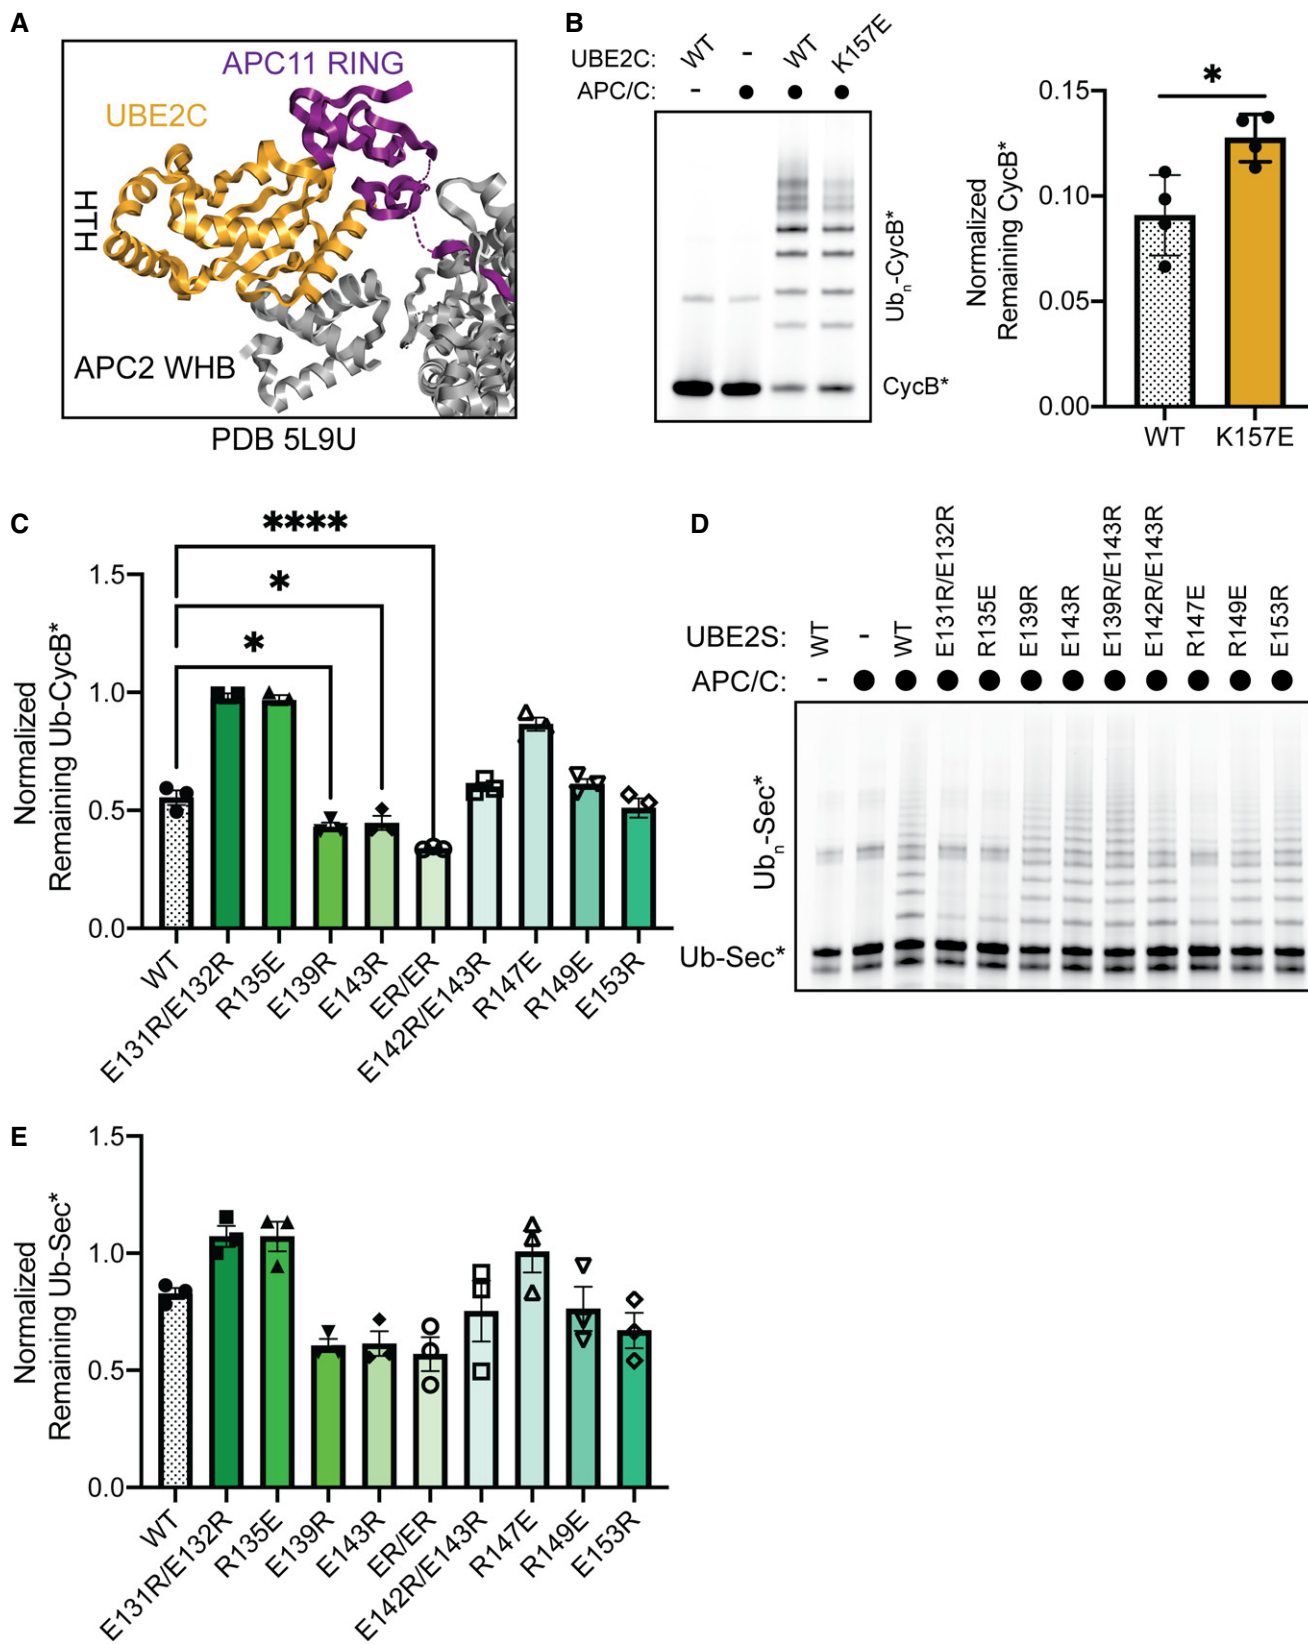 A
APC11 RING
UBE2C
HTH
APC2 WHB
PDB 5L9U
B
UBE2C: WT - WT K157E
APC/C: -
Ubn-CycB*
CycB*
Normalized
Remaining CycB*
*
0.15
0.10
0.05
0.00
WT K157E
C
****
*
*
Normalized
Remaining Ub-CycB*
1.5
1.0
0.5
0.0
WT
E131R/E132R
R135E
E139R
E143R
ER/ER
E142R/E143R
R147E
R149E
E153R
D
UBE2S: WT - WT E131R/E132R R135E E139R E143R E139R/E143R E142R/E143R R147E R149E E153R
APC/C: -
Ubn-Sec*
Ub-Sec*
E
Normalized
Remaining Ub-Sec*
1.5
1.0
0.5
0.0
WT
E131R/E132R
R135E
E139R
E143R
ER/ER
E142R/E143R
R147E
R149E
E153R